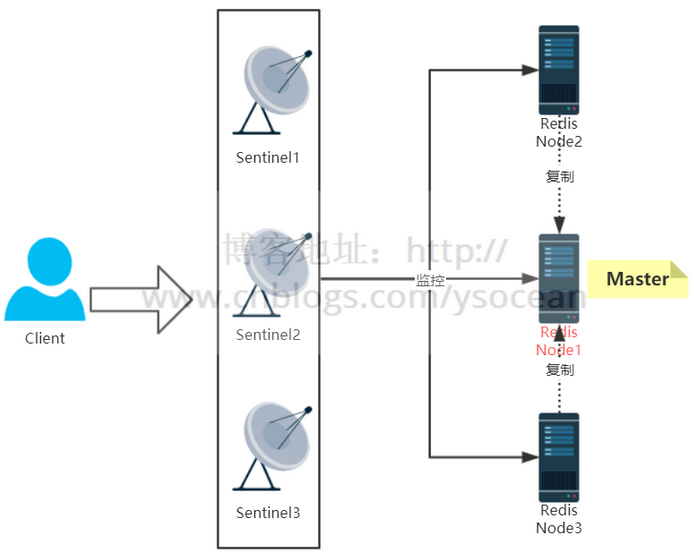 Sentinel1
Redis
Node2
复制
博客地址：http://
www.cnblogs.com/ysocean
监控
Master
Client
Sentinel2
Redis
Node1
复制
Sentinel3
Redis
Node3